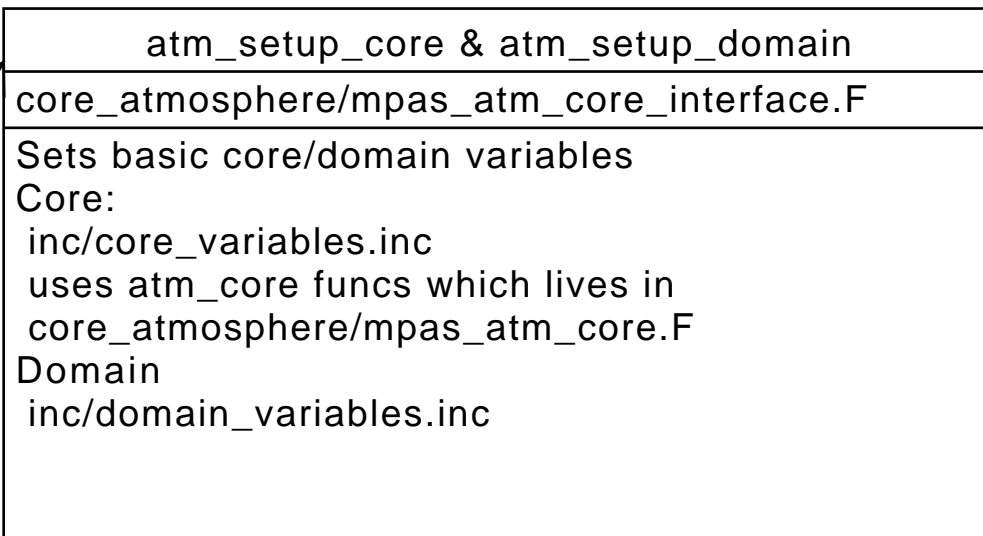 atm_setup_core & atm_setup_domain
core_atmosphere/mpas_atm_core_interface.F
Sets basic core/domain variables
Core:
inc/core_variables.inc
uses atm_core funcs which lives in
core_atmosphere/mpas_atm_core.F
Domain
inc/domain_variables.inc